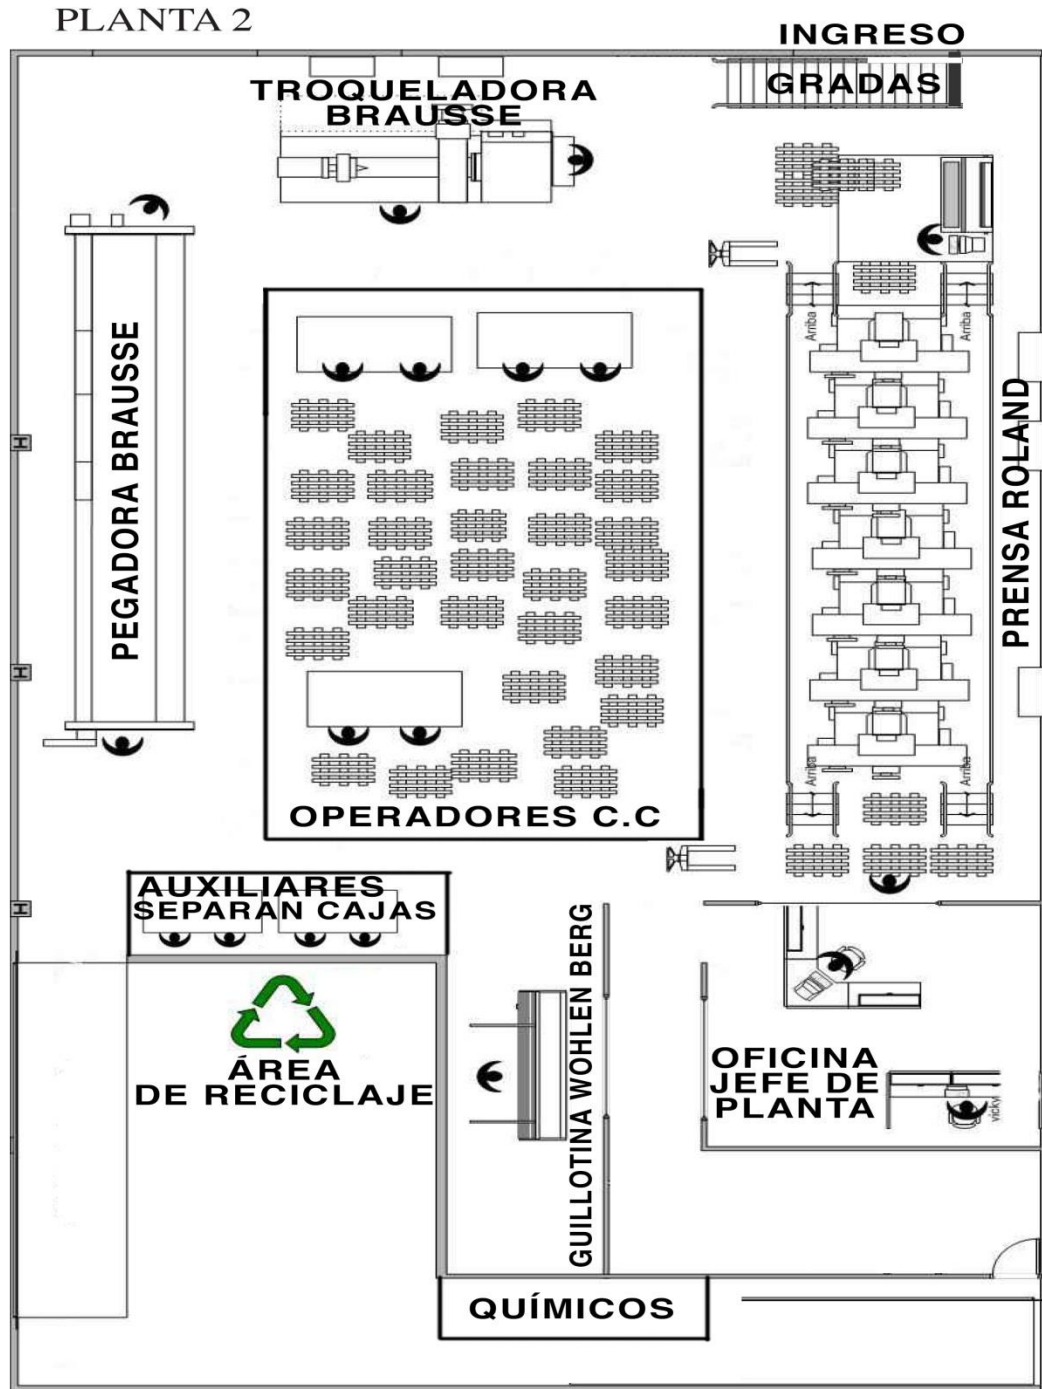 PLANTA 2
INGRESO
GRADAS
TROQUELADORA
BRAUSSE
Arriba
Arriba
PEGADORA BRAUSSE
PRENSA ROLAND
Arriba
Arriba
OPERADORES C.C
AUXILIARES
SEPARAN CAJAS
GUILLOTINA WOHLEN BERG
ÁREA
DE RECICLAJE
OFICINA
JEFE DE
PLANTA
vicky
QUÍMICOS
H
H
H